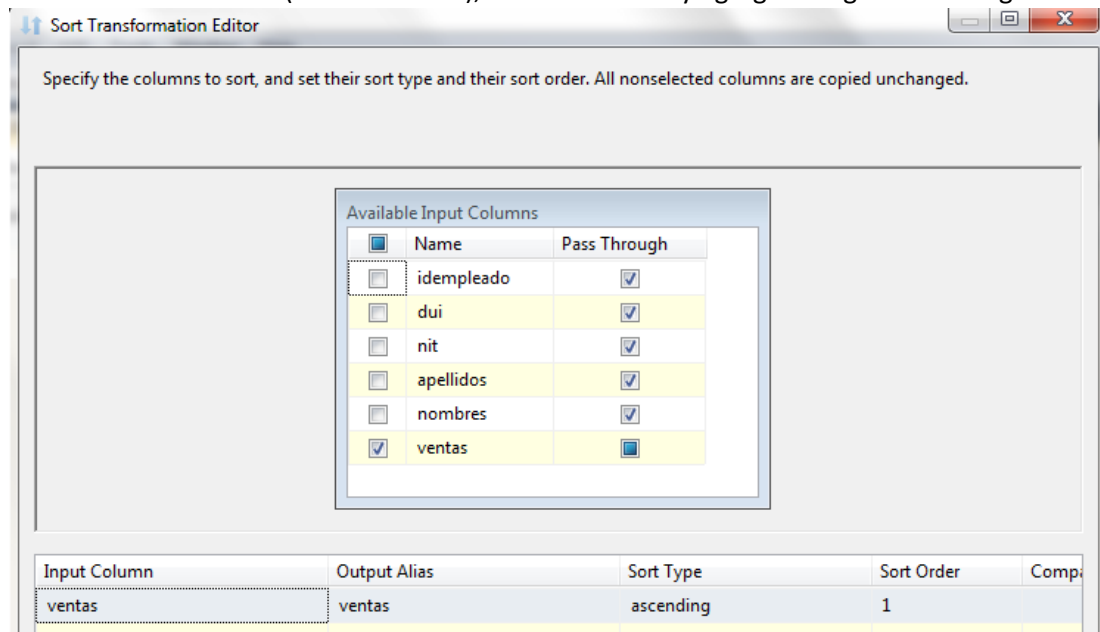 Sort Transformation Editor
Specify the columns to sort, and set their sort type and their sort order. All nonselected columns are copied unchanged.
Available Input Columns
Name Pass Through
idempleado
dui
nit
apellidos
nombres
ventas
Input Column Output Alias Sort Type Sort Order
ventas ventas ascending 1